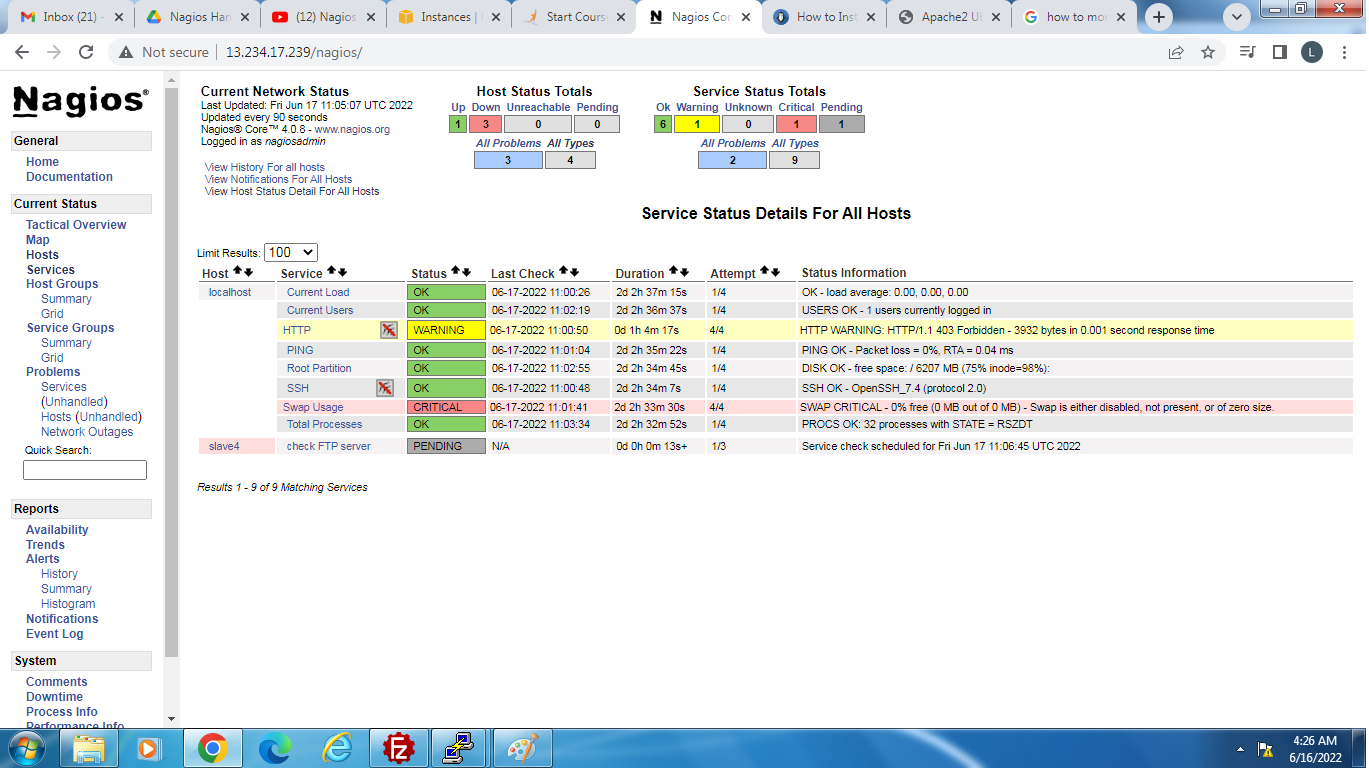 Inbox (21) -
Nagios Han
(12) Nagios
Instances |
Start Course
Nagios Cor
How to Inst
Apache2 U
how to mo
Not secure | 13.234.17.239/nagios/
L
Nagios®
General
Home
Documentation
Current Status
Tactical Overview
Map
Hosts
Services
Host Groups
Summary
Grid
Service Groups
Summary
Grid
Problems
Services
(Unhandled)
Hosts (Unhandled)
Network Outages
Quick Search:
Reports
Availability
Trends
Alerts
History
Summary
Histogram
Notifications
Event Log
System
Comments
Downtime
Process Info
Performance Info
Current Network Status
Last Updated: Fri Jun 17 11:05:07 UTC 2022
Updated every 90 seconds
Nagios® Core™ 4.0.8 - www.nagios.org
Logged in as nagiosadmin
View History For all hosts
View Notifications For All Hosts
View Host Status Detail For All Hosts
Host Status Totals
Up Down Unreachable Pending
1 3 0 0
All Problems All Types
3 4
Service Status Totals
Ok Warning Unknown Critical Pending
6 1 0 1 1
All Problems All Types
2 9
Service Status Details For All Hosts
Limit Results: 100
Host Service Status Last Check Duration Attempt Status Information
localhost Current Load OK 06-17-2022 11:00:26 2d 2h 37m 15s 1/4 OK - load average: 0.00, 0.00, 0.00
Current Users OK 06-17-2022 11:02:19 2d 2h 36m 37s 1/4 USERS OK - 1 users currently logged in
HTTP WARNING 06-17-2022 11:00:50 0d 1h 4m 17s 4/4 HTTP WARNING: HTTP/1.1 403 Forbidden - 3932 bytes in 0.001 second response time
PING OK 06-17-2022 11:01:04 2d 2h 35m 22s 1/4 PING OK - Packet loss = 0%, RTA = 0.04 ms
Root Partition OK 06-17-2022 11:02:55 2d 2h 34m 45s 1/4 DISK OK - free space: / 6207 MB (75% inode=98%):
SSH OK 06-17-2022 11:00:48 2d 2h 34m 7s 1/4 SSH OK - OpenSSH_7.4 (protocol 2.0)
Swap Usage CRITICAL 06-17-2022 11:01:41 2d 2h 33m 30s 4/4 SWAP CRITICAL - 0% free (0 MB out of 0 MB) - Swap is either disabled, not present, or of zero size.
Total Processes OK 06-17-2022 11:03:34 2d 2h 32m 52s 1/4 PROCS OK: 32 processes with STATE = RSZDT
slave4 check FTP server PENDING N/A 0d 0h 0m 13s+ 1/3 Service check scheduled for Fri Jun 17 11:06:45 UTC 2022
Results 1 - 9 of 9 Matching Services
4:26 AM
6/16/2022